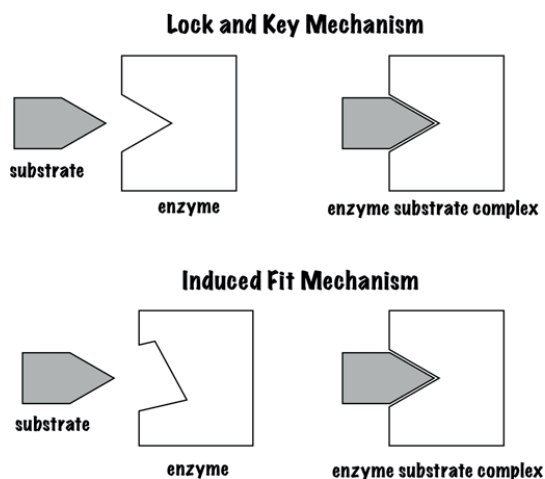 Lock and Key Mechanism
substrate
enzyme
enzyme substrate complex
Induced Fit Mechanism
substrate
enzyme
enzyme substrate complex